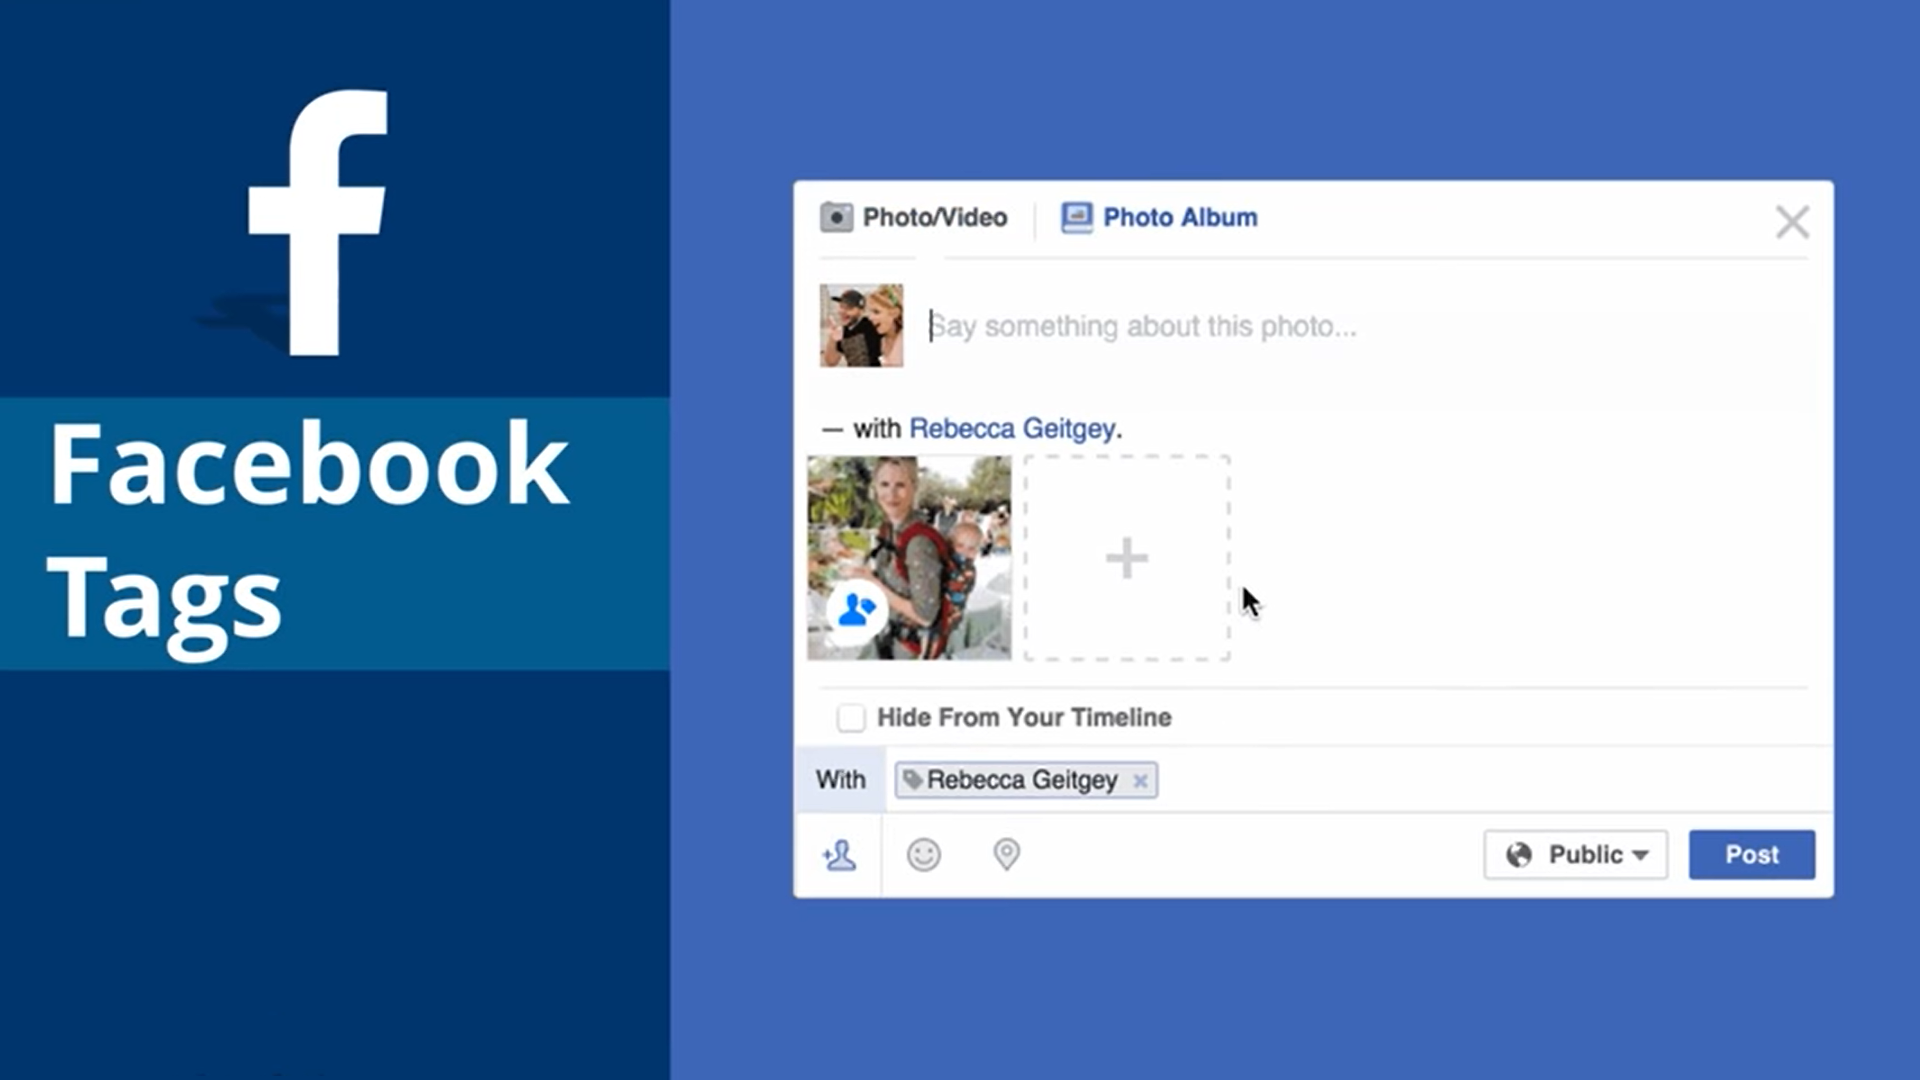 f
Facebook
Tags
Photo/Video
Photo Album
Say something about this photo...
— with Rebecca Geitgey.
Hide From Your Timeline
With
Rebecca Geitgey
Public
Post